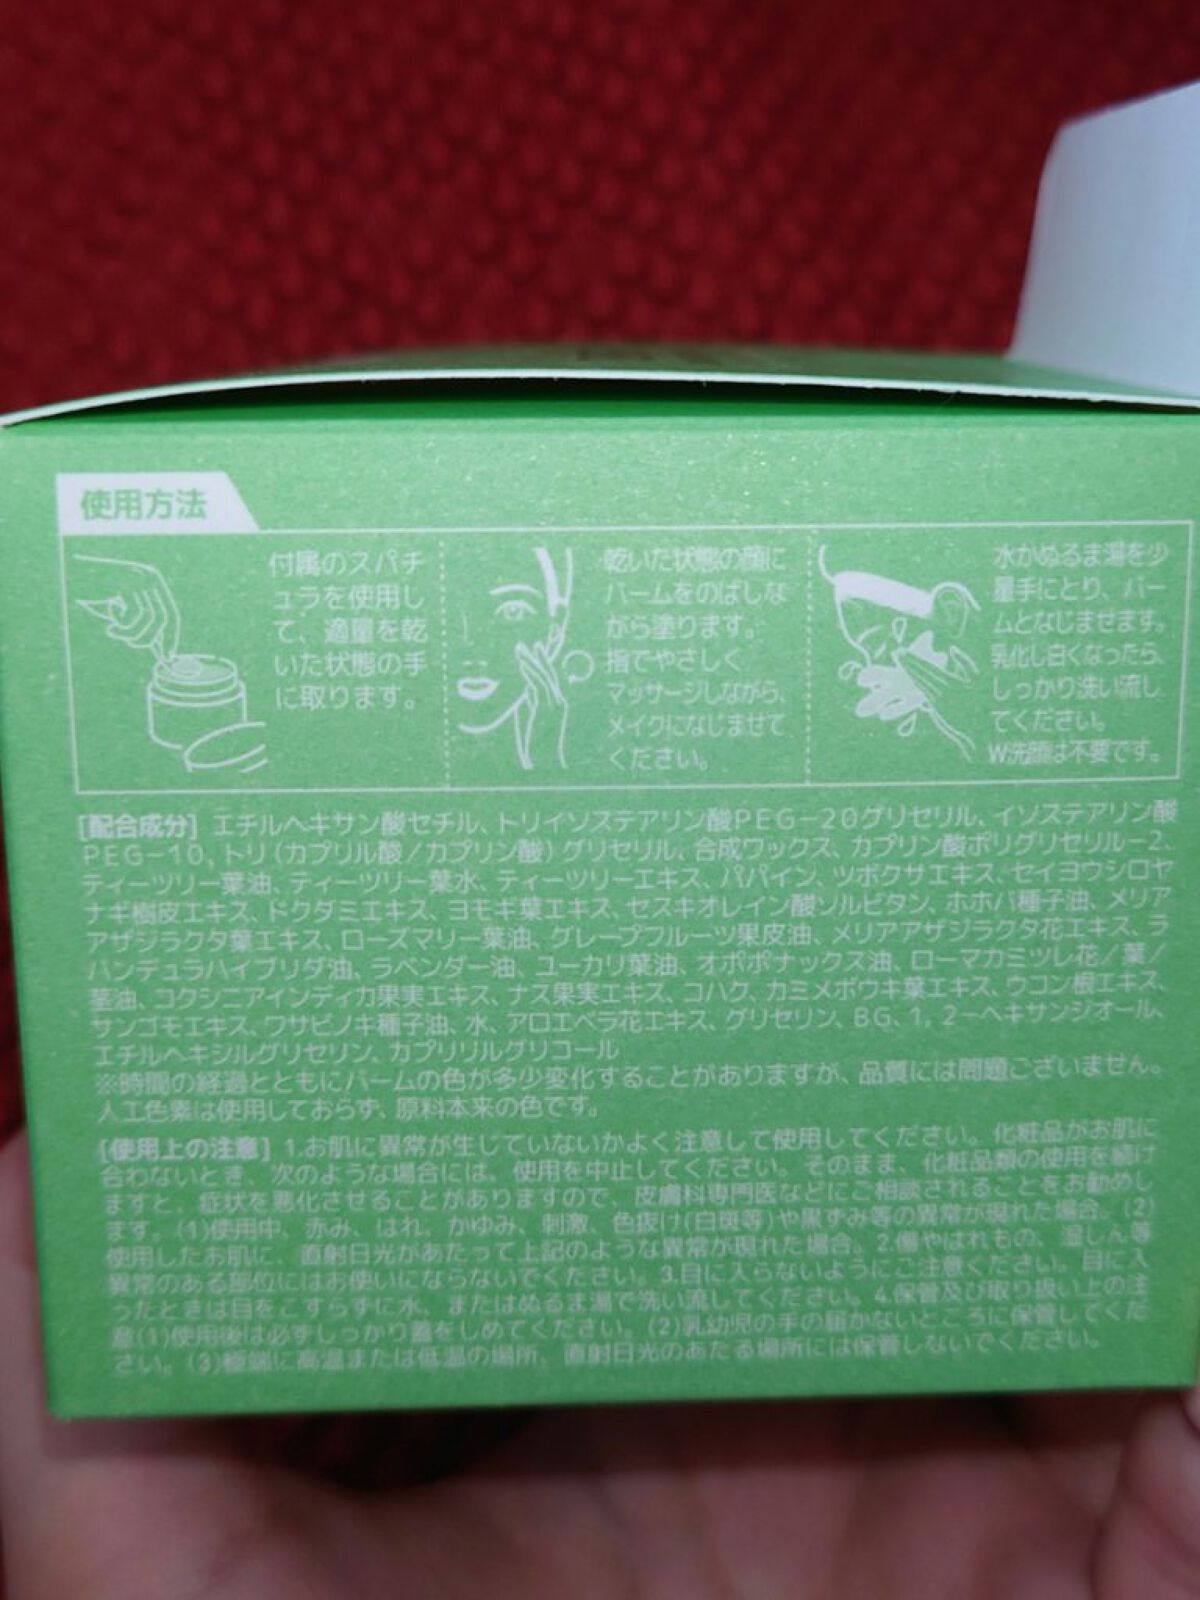 使用方法
付属のスパチ
ュラを使用し
て、適量を乾
いた状態の手
に取ります。
乾いた状態の顔に
バームをのばしな
がら塗ります。
指でやさしく
マッサージしながら、
メイクになじませて
ください。
水かぬるま湯を少
量手にとり、バー
ムとなじませます。
乳化し白くなったら、
しっかり洗い流し
てください。
W洗顔は不要です。
[配合成分] エチルヘキサン酸セチル、トリイソステアリン酸PEG-20グリセリル、イソステアリン酸
PEG-10、トリ(カプリル酸/カプリン酸)グリセリル、合成ワックス、カプリン酸ポリグリセリル-2、
ティーツリー葉油、ティーツリー葉水、ティーツリーエキス、パパイン、ツボクサエキス、セイヨウシロヤ
ナギ樹皮エキス、ドクダミエキス、ヨモギ葉エキス、セスキオレイン酸ソルビタン、ホホバ種子油、メリア
アザジラクタ葉エキス、ローズマリー葉油、グレープフルーツ果皮油、メリアアザジラクタ花エキス、ラ
バンデュラハイブリダ油、ラベンダー油、ユーカリ葉油、オポポナックス油、ローマカミツレ花/葉/
茎油、コクシニアインディカ果実エキス、ナス果実エキス、コハク、カミメボウキ葉エキス、ウコン根エキス、
サンゴモエキス、ワサビノキ種子油、水、アロエベラ花エキス、グリセリン、BG、1, 2-ヘキサンジオール、
エチルヘキシルグリセリン、カプリリルグリコール
※時間の経過とともにバームの色が多少変化することがありますが、品質には問題ございません。
人工色素は使用しておらず、原料本来の色です。
[使用上の注意] 1.お肌に異常が生じていないかよく注意して使用してください。化粧品がお肌に
合わないとき、次のような場合には、使用を中止してください。そのまま、化粧品類の使用を続け
ますと、症状を悪化させることがありますので、皮膚科専門医などにご相談されることをお勧めし
ます。(1)使用中、赤み、はれ、かゆみ、刺激、色抜け(白斑等)や黒ずみ等の異常が現れた場合。(2)
使用したお肌に、直射日光があたって上記のような異常が現れた場合。2.傷やはれもの、湿しん等
異常のある部位にはお使いにならないでください。3.目に入らないようにご注意ください。目に入
ったときは目をこすらずに水、またはぬるま湯で洗い流してください。4.保管及び取り扱い上の注
意(1)使用後は必ずしっかり蓋をしめてください。(2)乳幼児の手の届かないところに保管してくだ
さい。(3)極端に高温または低温の場所、直射日光のあたる場所には保管しないでください。